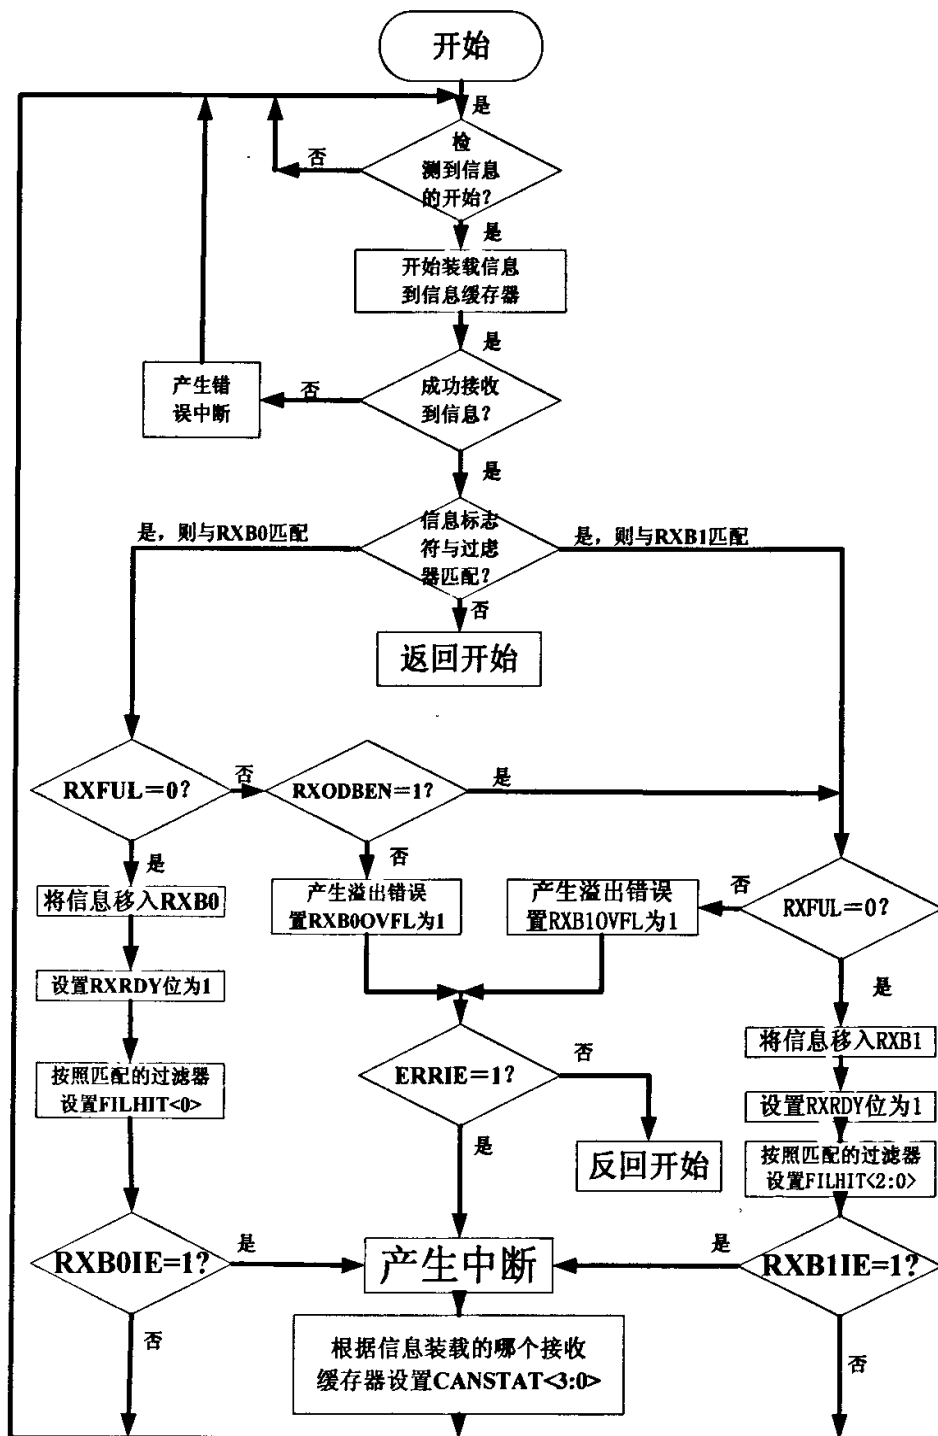 开始
是
检
测到信息
的开始?
否
是
开始装载信息
到信息缓存器
是
产生错
误中断
否
成功接收
到信息?
是
是，则与RXB0匹配
信息标志
符与过虑
器匹配?
是，则与RXB1匹配
否
返回开始
RXFUL=0?
否
RXODBEN=1?
是
是
否
将信息移入RXB0
产生溢出错误
置RXB0OVFL为1
产生溢出错误
置RXB1OVFL为1
否
RXFUL=0?
设置RXRDY位为1
是
按照匹配的过滤器
设置FILHIT<0>
ERRIE=1?
否
将信息移入RXB1
设置RXRDY位为1
是
反回开始
按照匹配的过滤器
设置FILHIT<2:0>
RXB0IE=1?
是
产生中断
是
RXB1IE=1?
否
根据信息装载的哪个接收
缓存器设置CANSTAT<3:0>
否